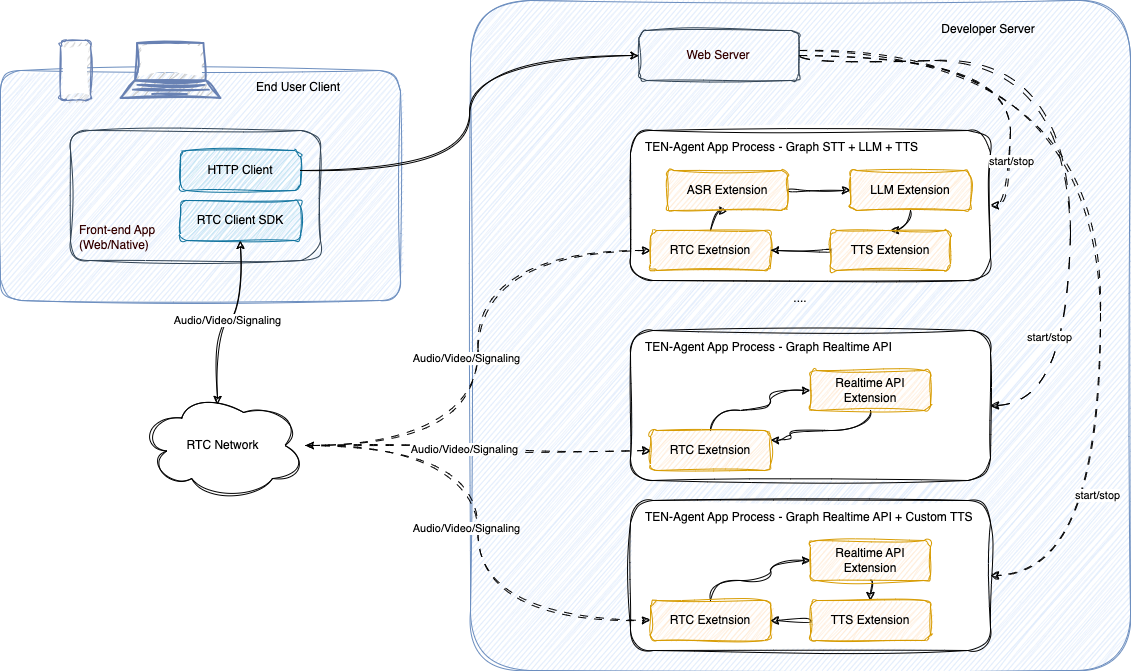 Developer Server
Web Server
End User Client
HTTP Client
RTC Client SDK
Front-end App
(Web/Native)
Audio/Video/Signaling
RTC Network
TEN-Agent App Process - Graph STT + LLM + TTS
start/stop
ASR Extension
LLM Extension
RTC Exetnsion
TTS Extension
....
Audio/Video/Signaling
TEN-Agent App Process - Graph Realtime API
start/stop
Realtime API
Extension
Audio/Video/Signaling
RTC Exetnsion
start/stop
TEN-Agent App Process - Graph Realtime API + Custom TTS
Audio/Video/Signaling
Realtime API
Extension
RTC Exetnsion
TTS Extension